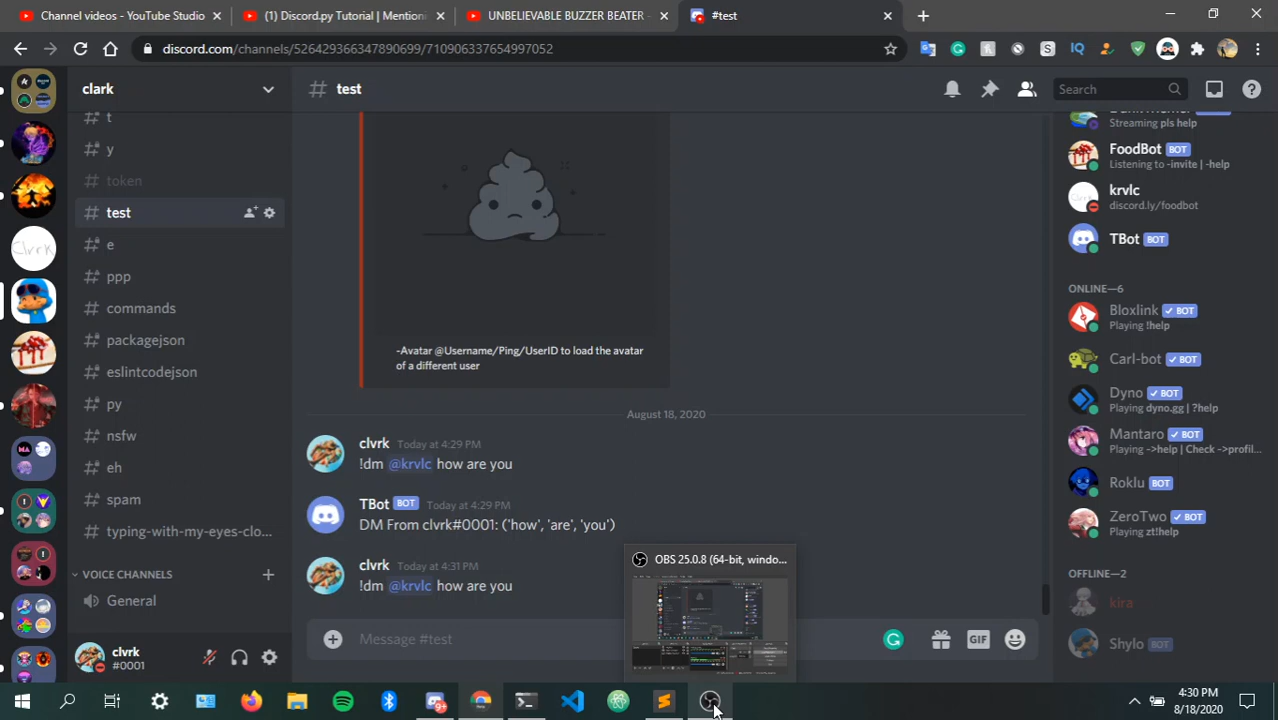 Channel videos - YouTube Studio
(1) Discord.py Tutorial | Mention
UNBELIEVABLE BUZZER BEATER -
#test
discord.com/channels/526429366347890699/710906337654997052
clark
# test
Search
# t
# y
# token
# test
# e
# ppp
# commands
# packagejson
# eslintcodejson
# py
# nsfw
# eh
# spam
# typing-with-my-eyes-clo...
VOICE CHANNELS
General
clvrk
#0001
-Avatar @Username/Ping/UserID to load the avatar
of a different user
August 18, 2020
clvrk Today at 4:29 PM
!dm @krvlc how are you
TBot BOT Today at 4:29 PM
DM From clvrk#0001: ('how', 'are', 'you')
clvrk Today at 4:31 PM
!dm @krvlc how are you
Message #test
GIF
OBS 25.0.8 (64-bit, windo...
Streaming pls help
FoodBot BOT
Listening to -invite | -help
krvlc
discord.ly/foodbot
TBot BOT
ONLINE—6
Bloxlink BOT
Playing !help
Carl-bot BOT
Dyno BOT
Playing dyno.gg | ?help
Mantaro BOT
Playing ->help | Check ->profil...
Roklu BOT
ZeroTwo BOT
Playing zt!help
OFFLINE—2
kira
Shylo BOT
4:30 PM
8/18/2020